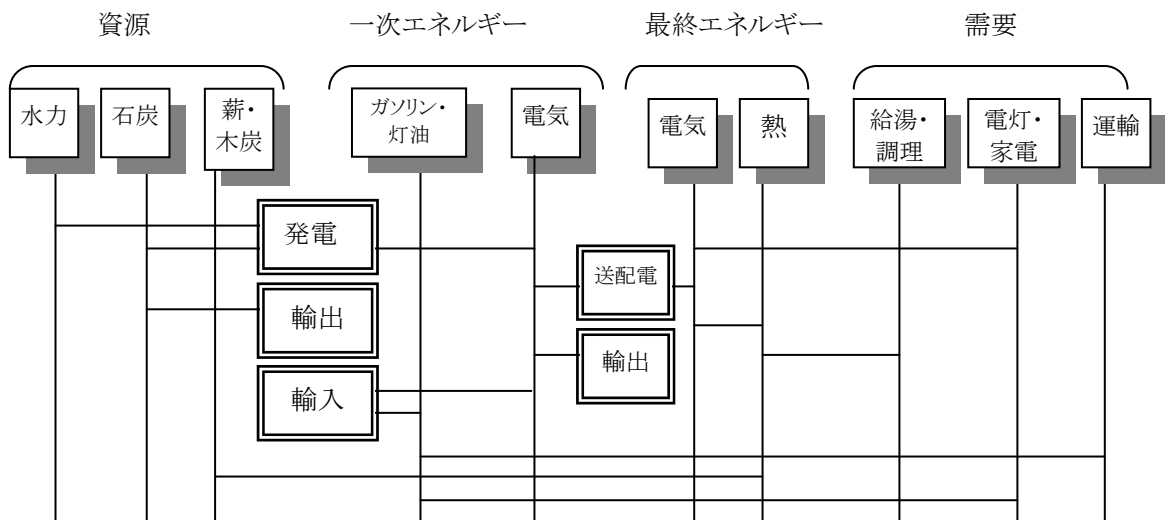 資源
一次エネルギー
最終エネルギー
需要
水力
石炭
薪・
木炭
ガソリン・
灯油
電気
電気
熱
給湯・
調理
電灯・
家電
運輸
発電
送配電
輸出
輸出
輸入